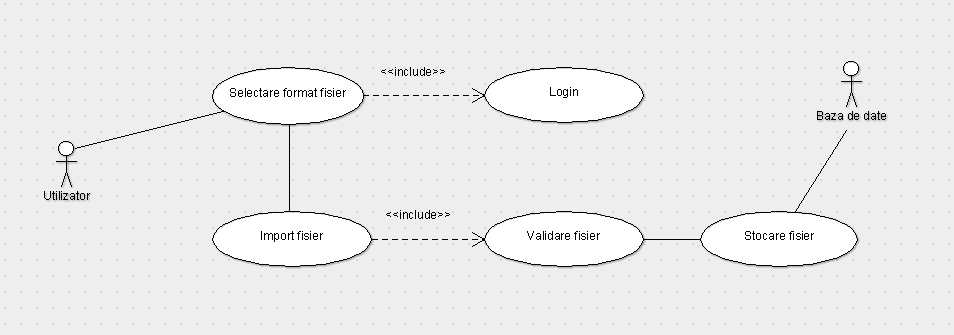 <<include>>
Selectare format fisier
Login
Baza de date
Utilizator
<<include>>
Import fisier
Validare fisier
Stocare fisier